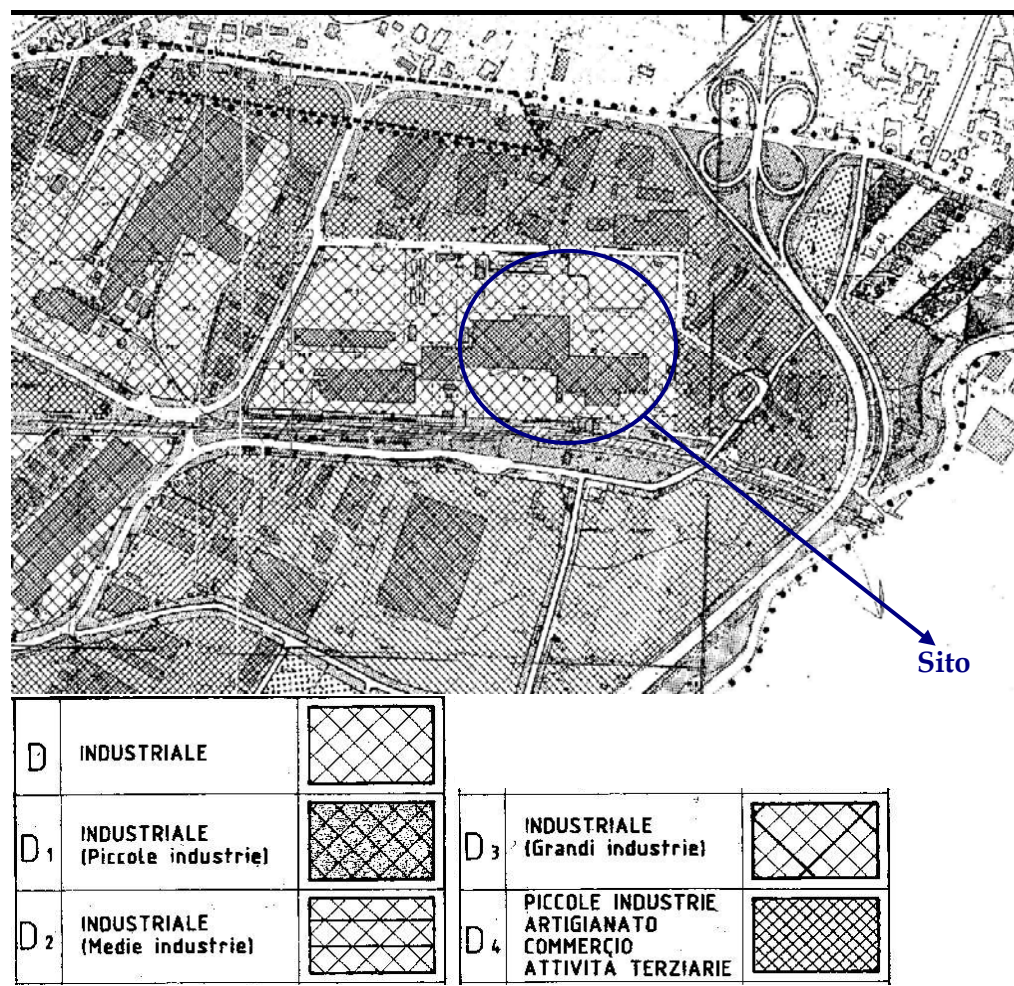 Sito
D INDUSTRIALE
D1 INDUSTRIALE
(Piccole industrie)
D2 INDUSTRIALE
(Medie industrie)
D3 INDUSTRIALE
(Grandi industrie)
D4 PICCOLE INDUSTRIE
ARTIGIANATO
COMMERCIO
ATTIVITÀ TERZIARIE